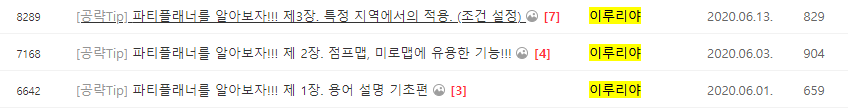 8289 [공략Tip] 파티플래너를 알아보자!!! 제3장. 특정 지역에서의 적용. (조건 설정) [7] 이루리야 2020.06.13. 829
7168 [공략Tip] 파티플래너를 알아보자!!! 제 2장. 점프맵, 미로맵에 유용한 기능!!! [4] 이루리야 2020.06.03. 904
6642 [공략Tip] 파티플래너를 알아보자!!! 제 1장. 용어 설명 기초편 [3] 이루리야 2020.06.01. 659